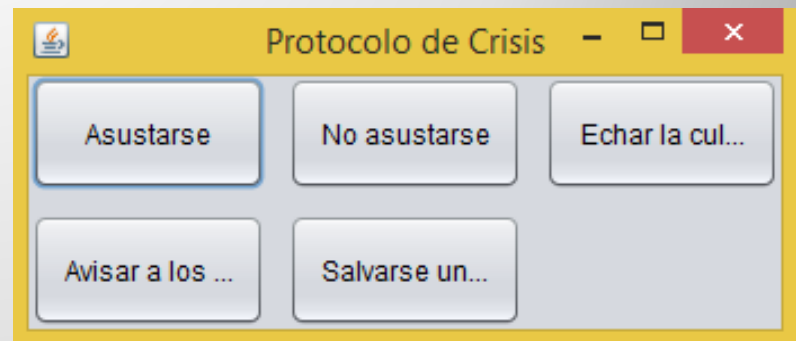 Protocolo de Crisis
Asustarse No asustarse Echar la cul...
Avisar a los ... Salvarse un...